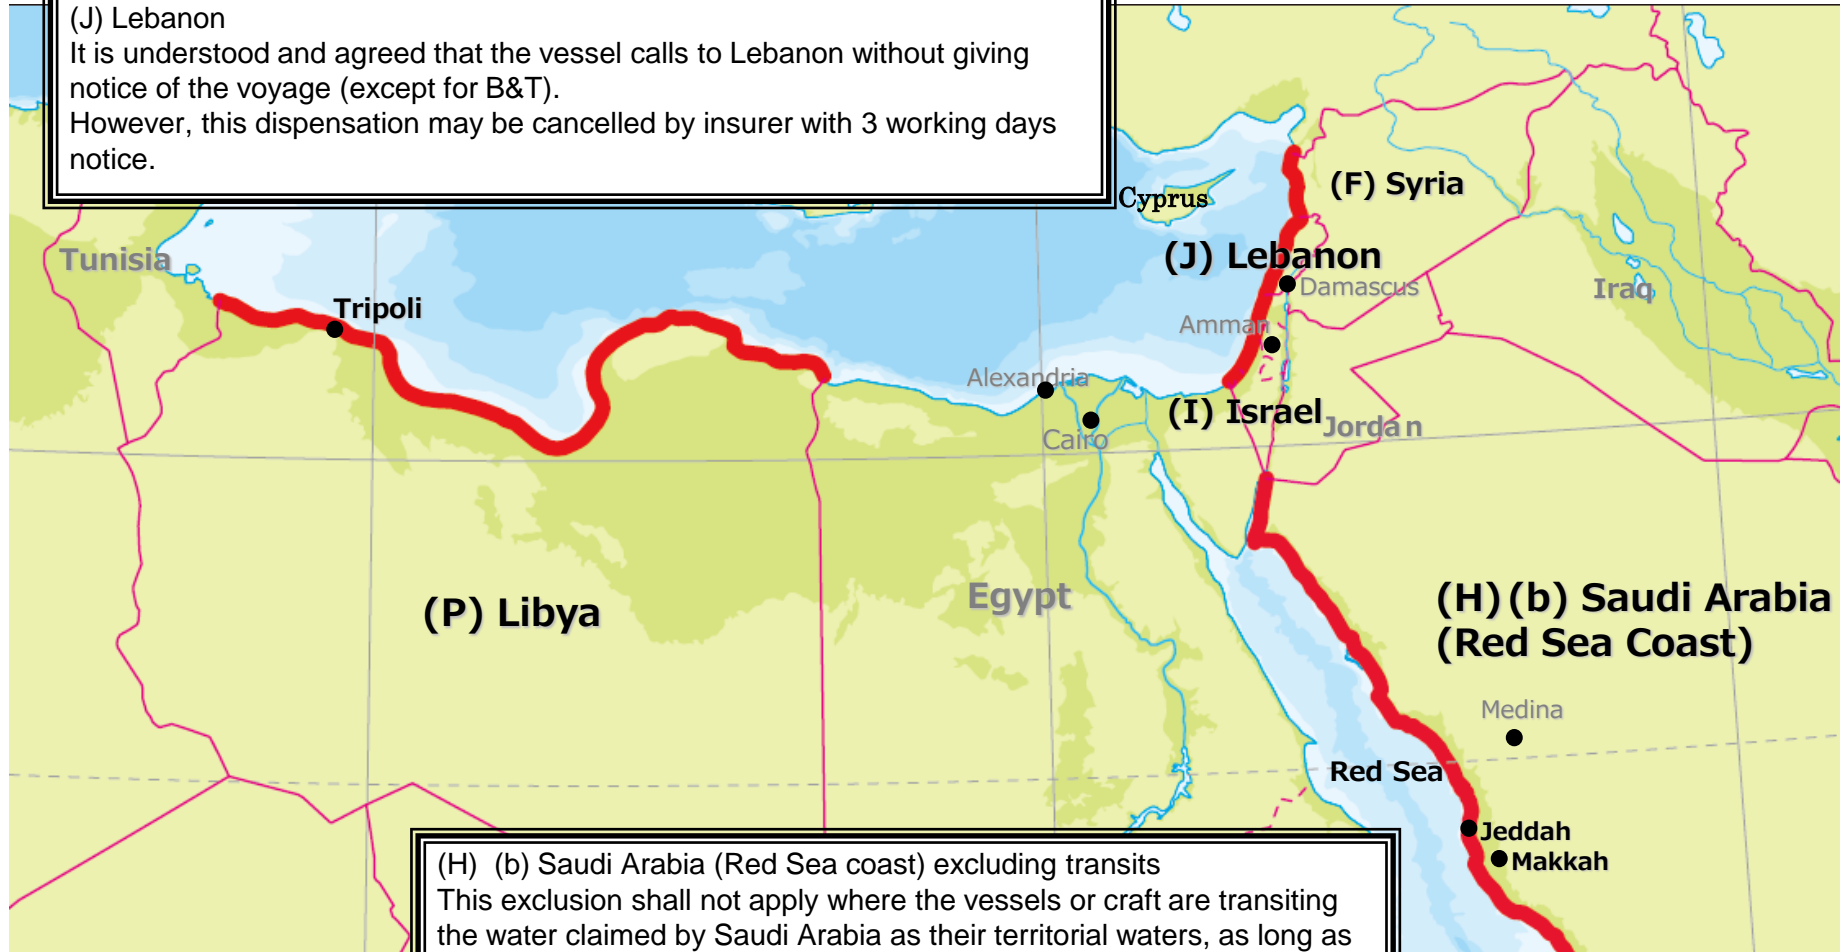 (J) Lebanon
It is understood and agreed that the vessel calls to Lebanon without giving
notice of the voyage (except for B&T).
However, this dispensation may be cancelled by insurer with 3 working days
notice.
Cyprus
(F) Syria
Tunisia
(J) Lebanon
Damascus
Iraq
Tripoli
Amman
Alexandria
(I) Israel
Jordan
Cairo
Egypt
(P) Libya
(H) (b) Saudi Arabia
(Red Sea Coast)
Medina
Red Sea
Jeddah
Makkah
(H) (b) Saudi Arabia (Red Sea coast) excluding transits
This exclusion shall not apply where the vessels or craft are transiting
the water claimed by Saudi Arabia as their territorial waters, as long as